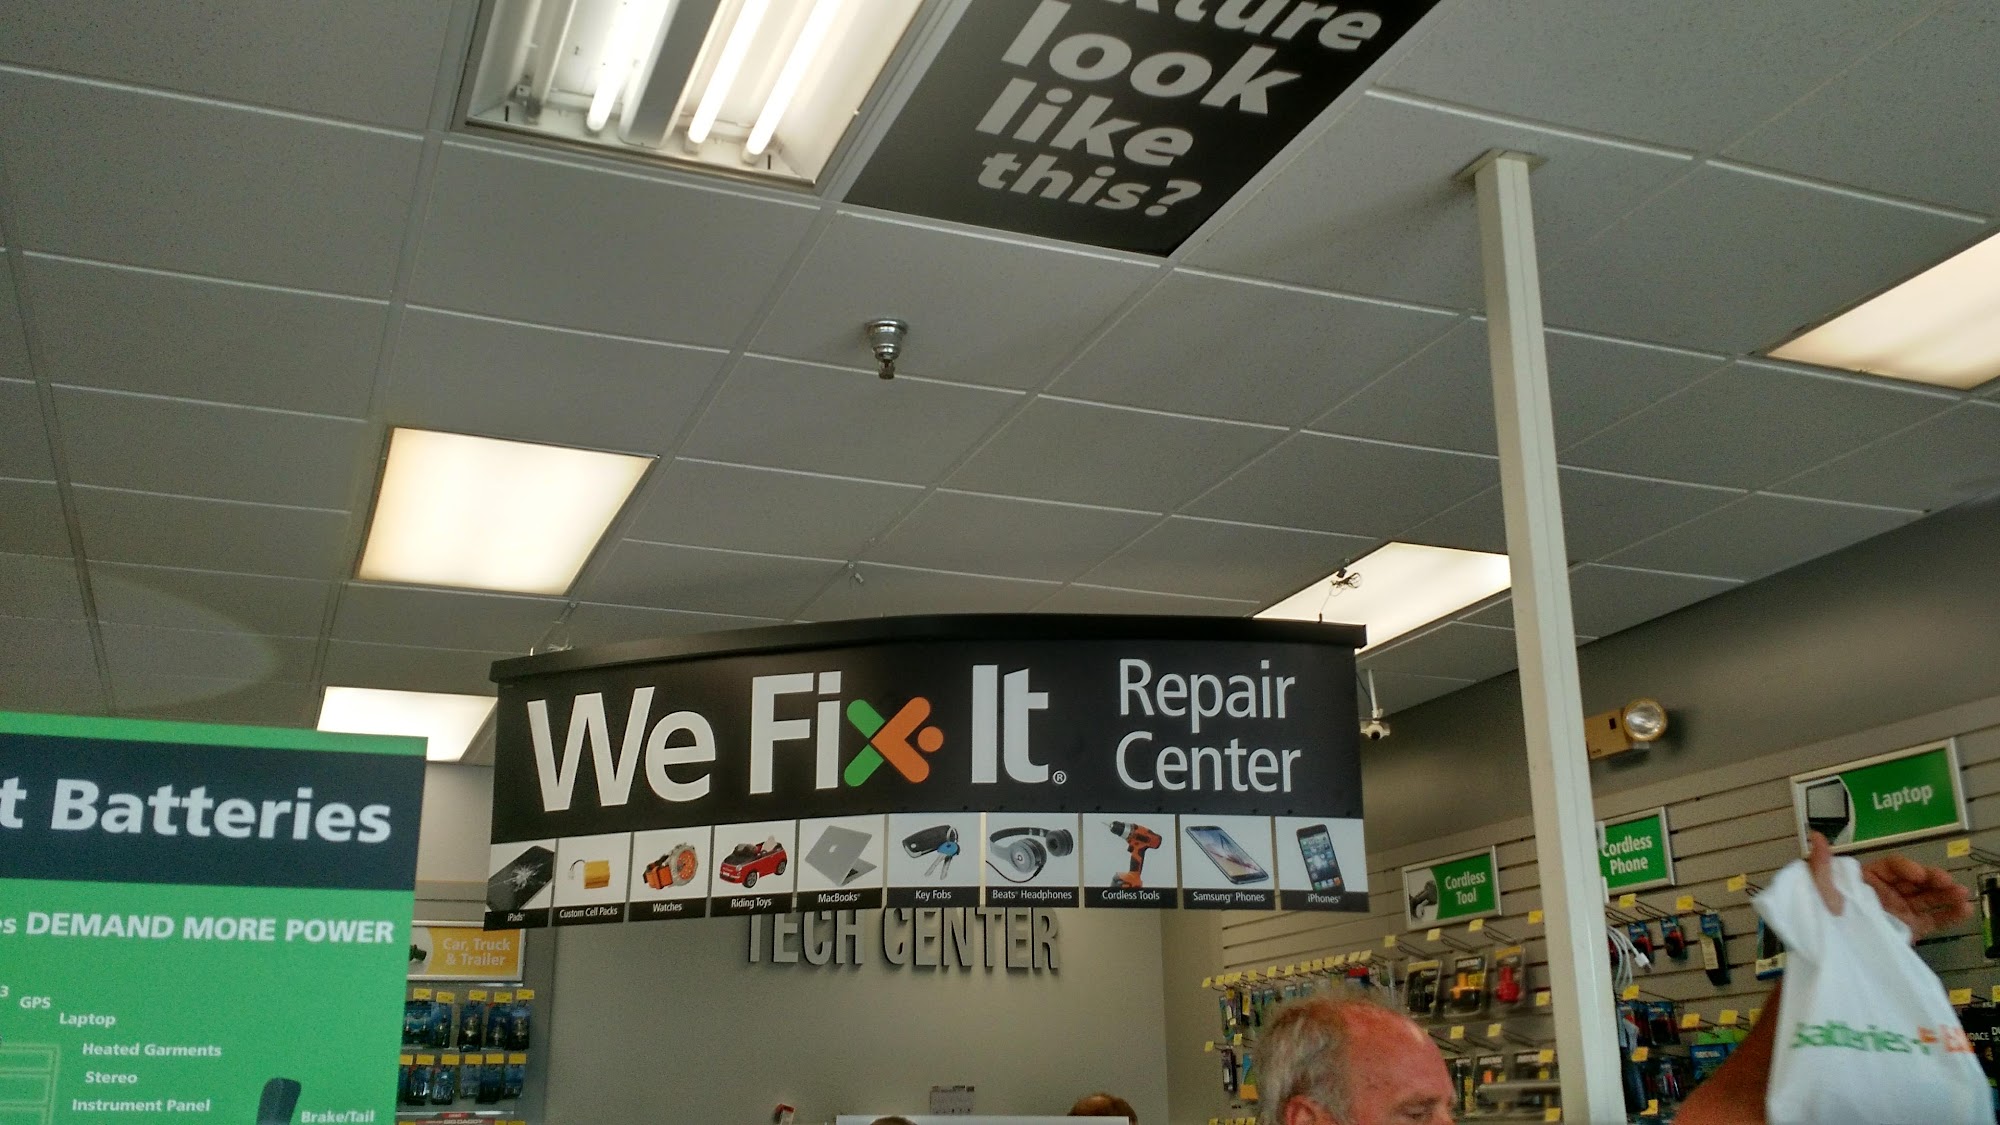 look
like
this?
We Fix It®
Repair
Center
iPads®
Custom Cell Packs
Watches
Riding Toys
MacBooks®
Key Fobs
Beats® Headphones
Cordless Tools
Samsung® Phones
iPhones®
TECH CENTER
Batteries
DEMAND MORE POWER
GPS
Laptop
Heated Garments
Stereo
Instrument Panel
Brake/Tail
Car, Truck
& Trailer
Cordless
Tool
Cordless
Phone
Laptop
Batteries+